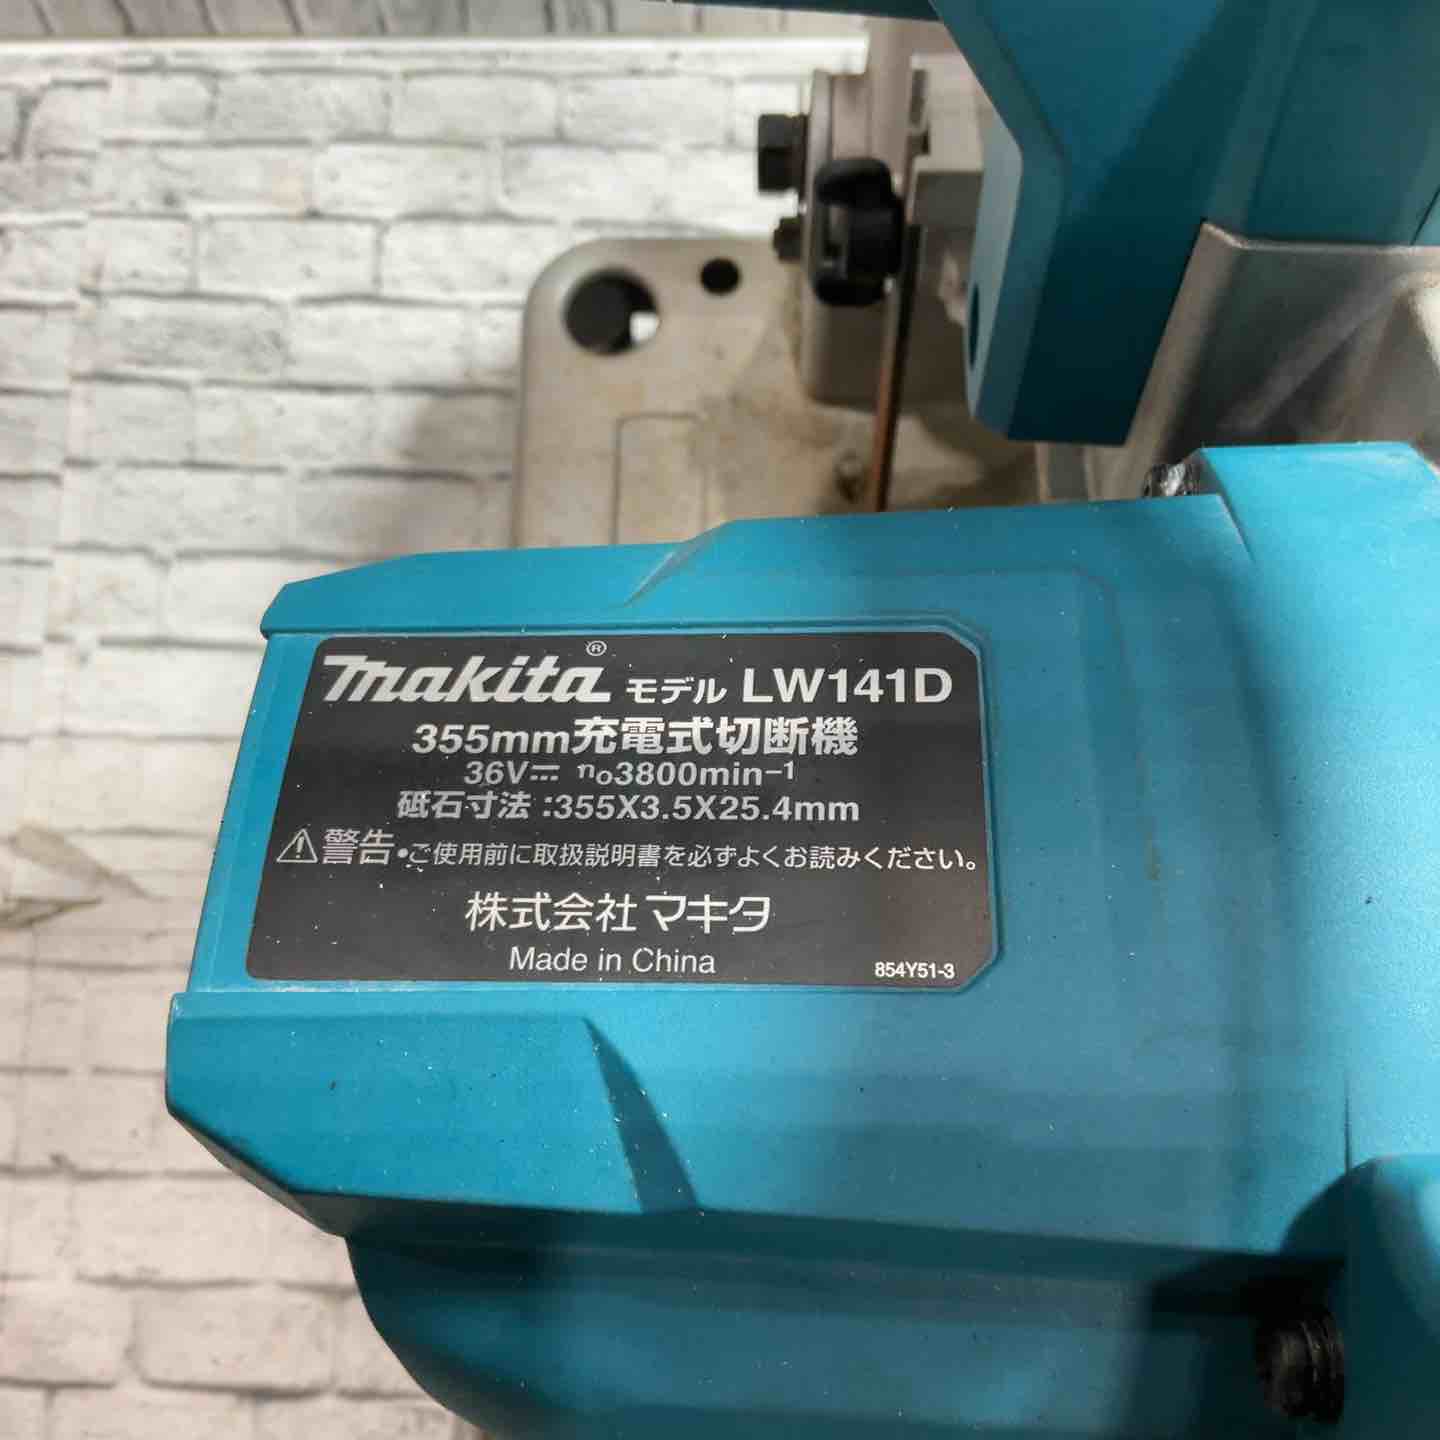 makita® モデル LW141D
355mm充電式切断機
36V⎓ no3800min-1
砥石寸法 :355X3.5X25.4mm
⚠警告・ご使用前に取扱説明書を必ずよくお読みください。
株式会社マキタ
Made in China 854Y51-3